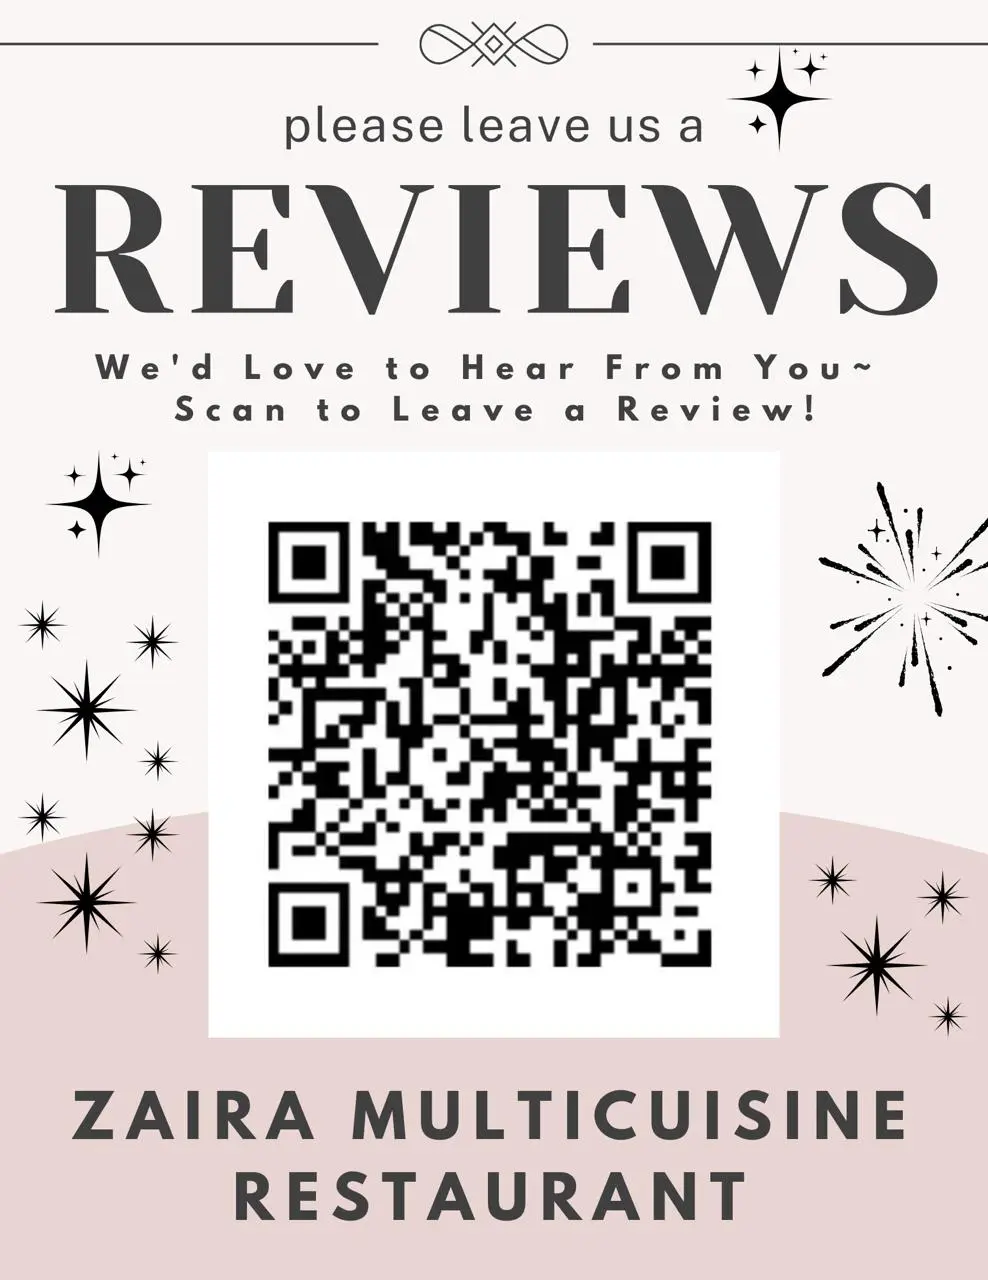 please leave us a
REVIEWS
We'd Love to Hear From You~
Scan to Leave a Review!
ZAIRA MULTICUISINE
RESTAURANT